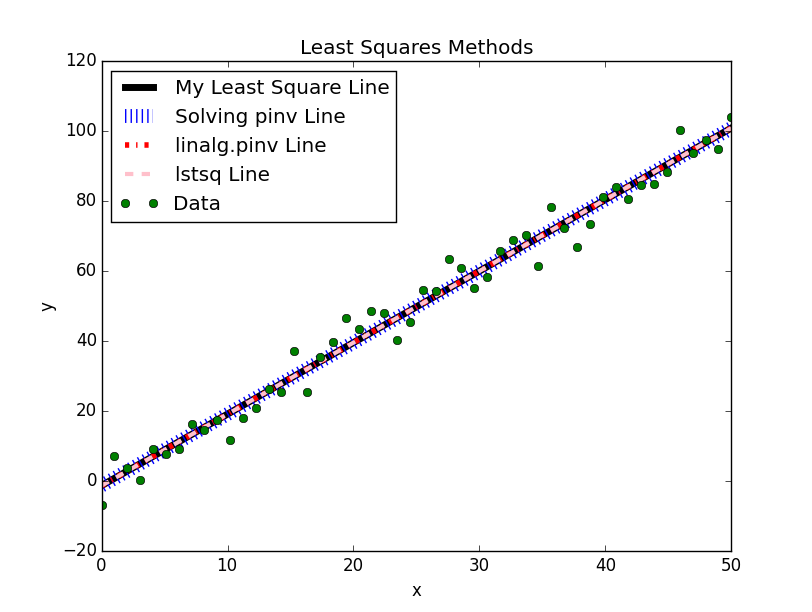 Least Squares Methods
My Least Square Line
Solving pinv Line
linalg.pinv Line
lstsq Line
Data
120
100
80
60
40
20
0
−20
y
0 10 20 30 40 50
x